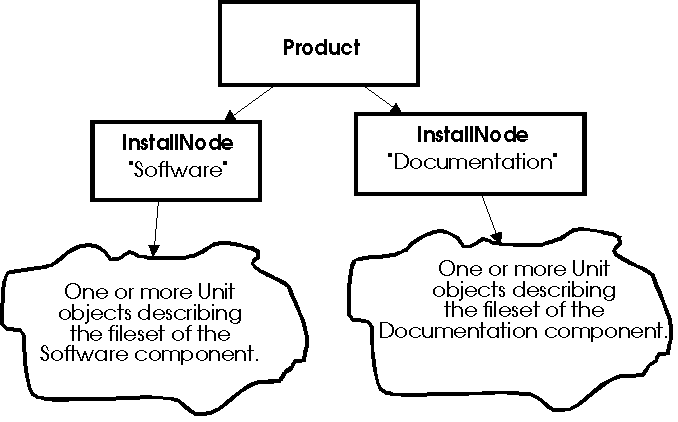 Product
InstallNode
"Software"
InstallNode
"Documentation"
One or more Unit
objects describing
the fileset of the
Software component.
One or more Unit
objects describing
the fileset of the
Documentation component.